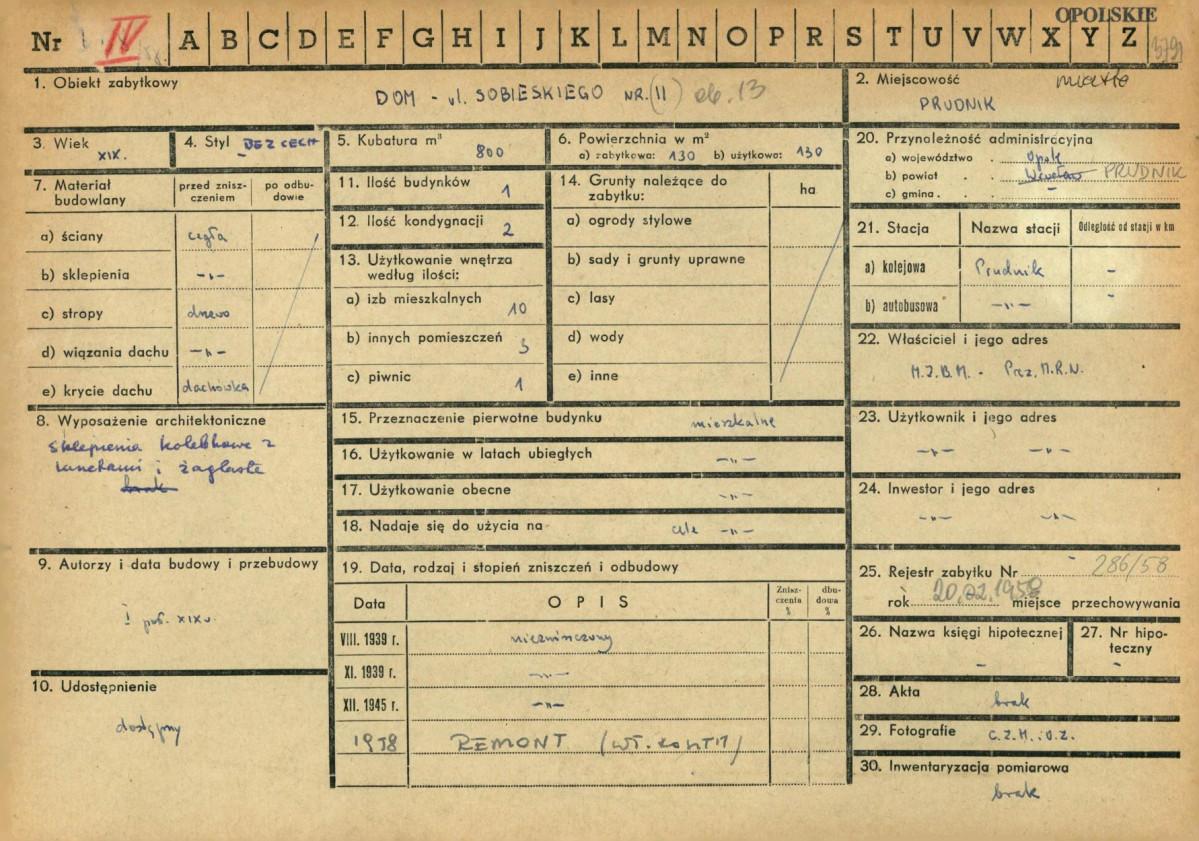 OPOLSKIE
Nr IV A B C D E F G H I J K L M N O P R S T U V W X Y Z
1. Obiekt zabytkowy
DOM - ul. SOBIESKIEGO NR. (11) ob. 13
2. Miejscowość miasto
PRUDNIK
3. Wiek
XIX.
4. Styl BEZ CECH
5. Kubatura m³
800
6. Powierzchnia w m²
a) zabytkowa: 130 b) użytkowa: 130
7. Materiał budowlany
przed zniszczeniem
po odbudowie
a) ściany cegła
b) sklepienia -"-
c) stropy drewno
d) wiązania dachu -"-
e) krycie dachu dachówka
8. Wyposażenie architektoniczne
Sklepienia kolebkowe z
lunetami i żaglaste
brak
9. Autorzy i data budowy i przebudowy
I poł. XIX w.
10. Udostępnienie
dostępny
11. Ilość budynków 1
12. Ilość kondygnacji 2
13. Użytkowanie wnętrza
według ilości:
a) izb mieszkalnych 10
b) innych pomieszczeń 3
c) piwnic 1
14. Grunty należące do
zabytku:
ha
a) ogrody stylowe
b) sady i grunty uprawne
c) lasy
d) wody
e) inne
15. Przeznaczenie pierwotne budynku mieszkalne
16. Użytkowanie w latach ubiegłych -"-
17. Użytkowanie obecne -"-
18. Nadaje się do użycia na cele -"-
19. Data, rodzaj i stopień zniszczeń i odbudowy
Data
OPIS
Zniszczenia %
dbudowa %
VIII. 1939 r. niezniszczony
XI. 1939 r. -"-
XII. 1945 r. -"-
1958 REMONT
20. Przynależność administracyjna
a) województwo Opole
b) powiat PRUDNIK
c) gmina
21. Stacja
Nazwa stacji
Odległość od stacji w km
a) kolejowa Prudnik -
b) autobusowa -"- -
22. Właściciel i jego adres
M.Z.B.M. - Prez. M.R.N.
23. Użytkownik i jego adres
-"- -"-
24. Inwestor i jego adres
-"- -"-
25. Rejestr zabytku Nr 286/58
rok 20.02.1958 miejsce przechowywania
26. Nazwa księgi hipotecznej
-
27. Nr hipoteczny
-
28. Akta
brak
29. Fotografie C.Z.M.iO.Z.
30. Inwentaryzacja pomiarowa
brak